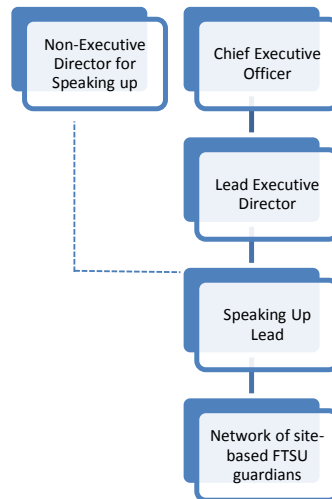 Non-Executive
Director for
Speaking up
Chief Executive
Officer
Lead Executive
Director
Speaking Up
Lead
Network of site-
based FTSU
guardians